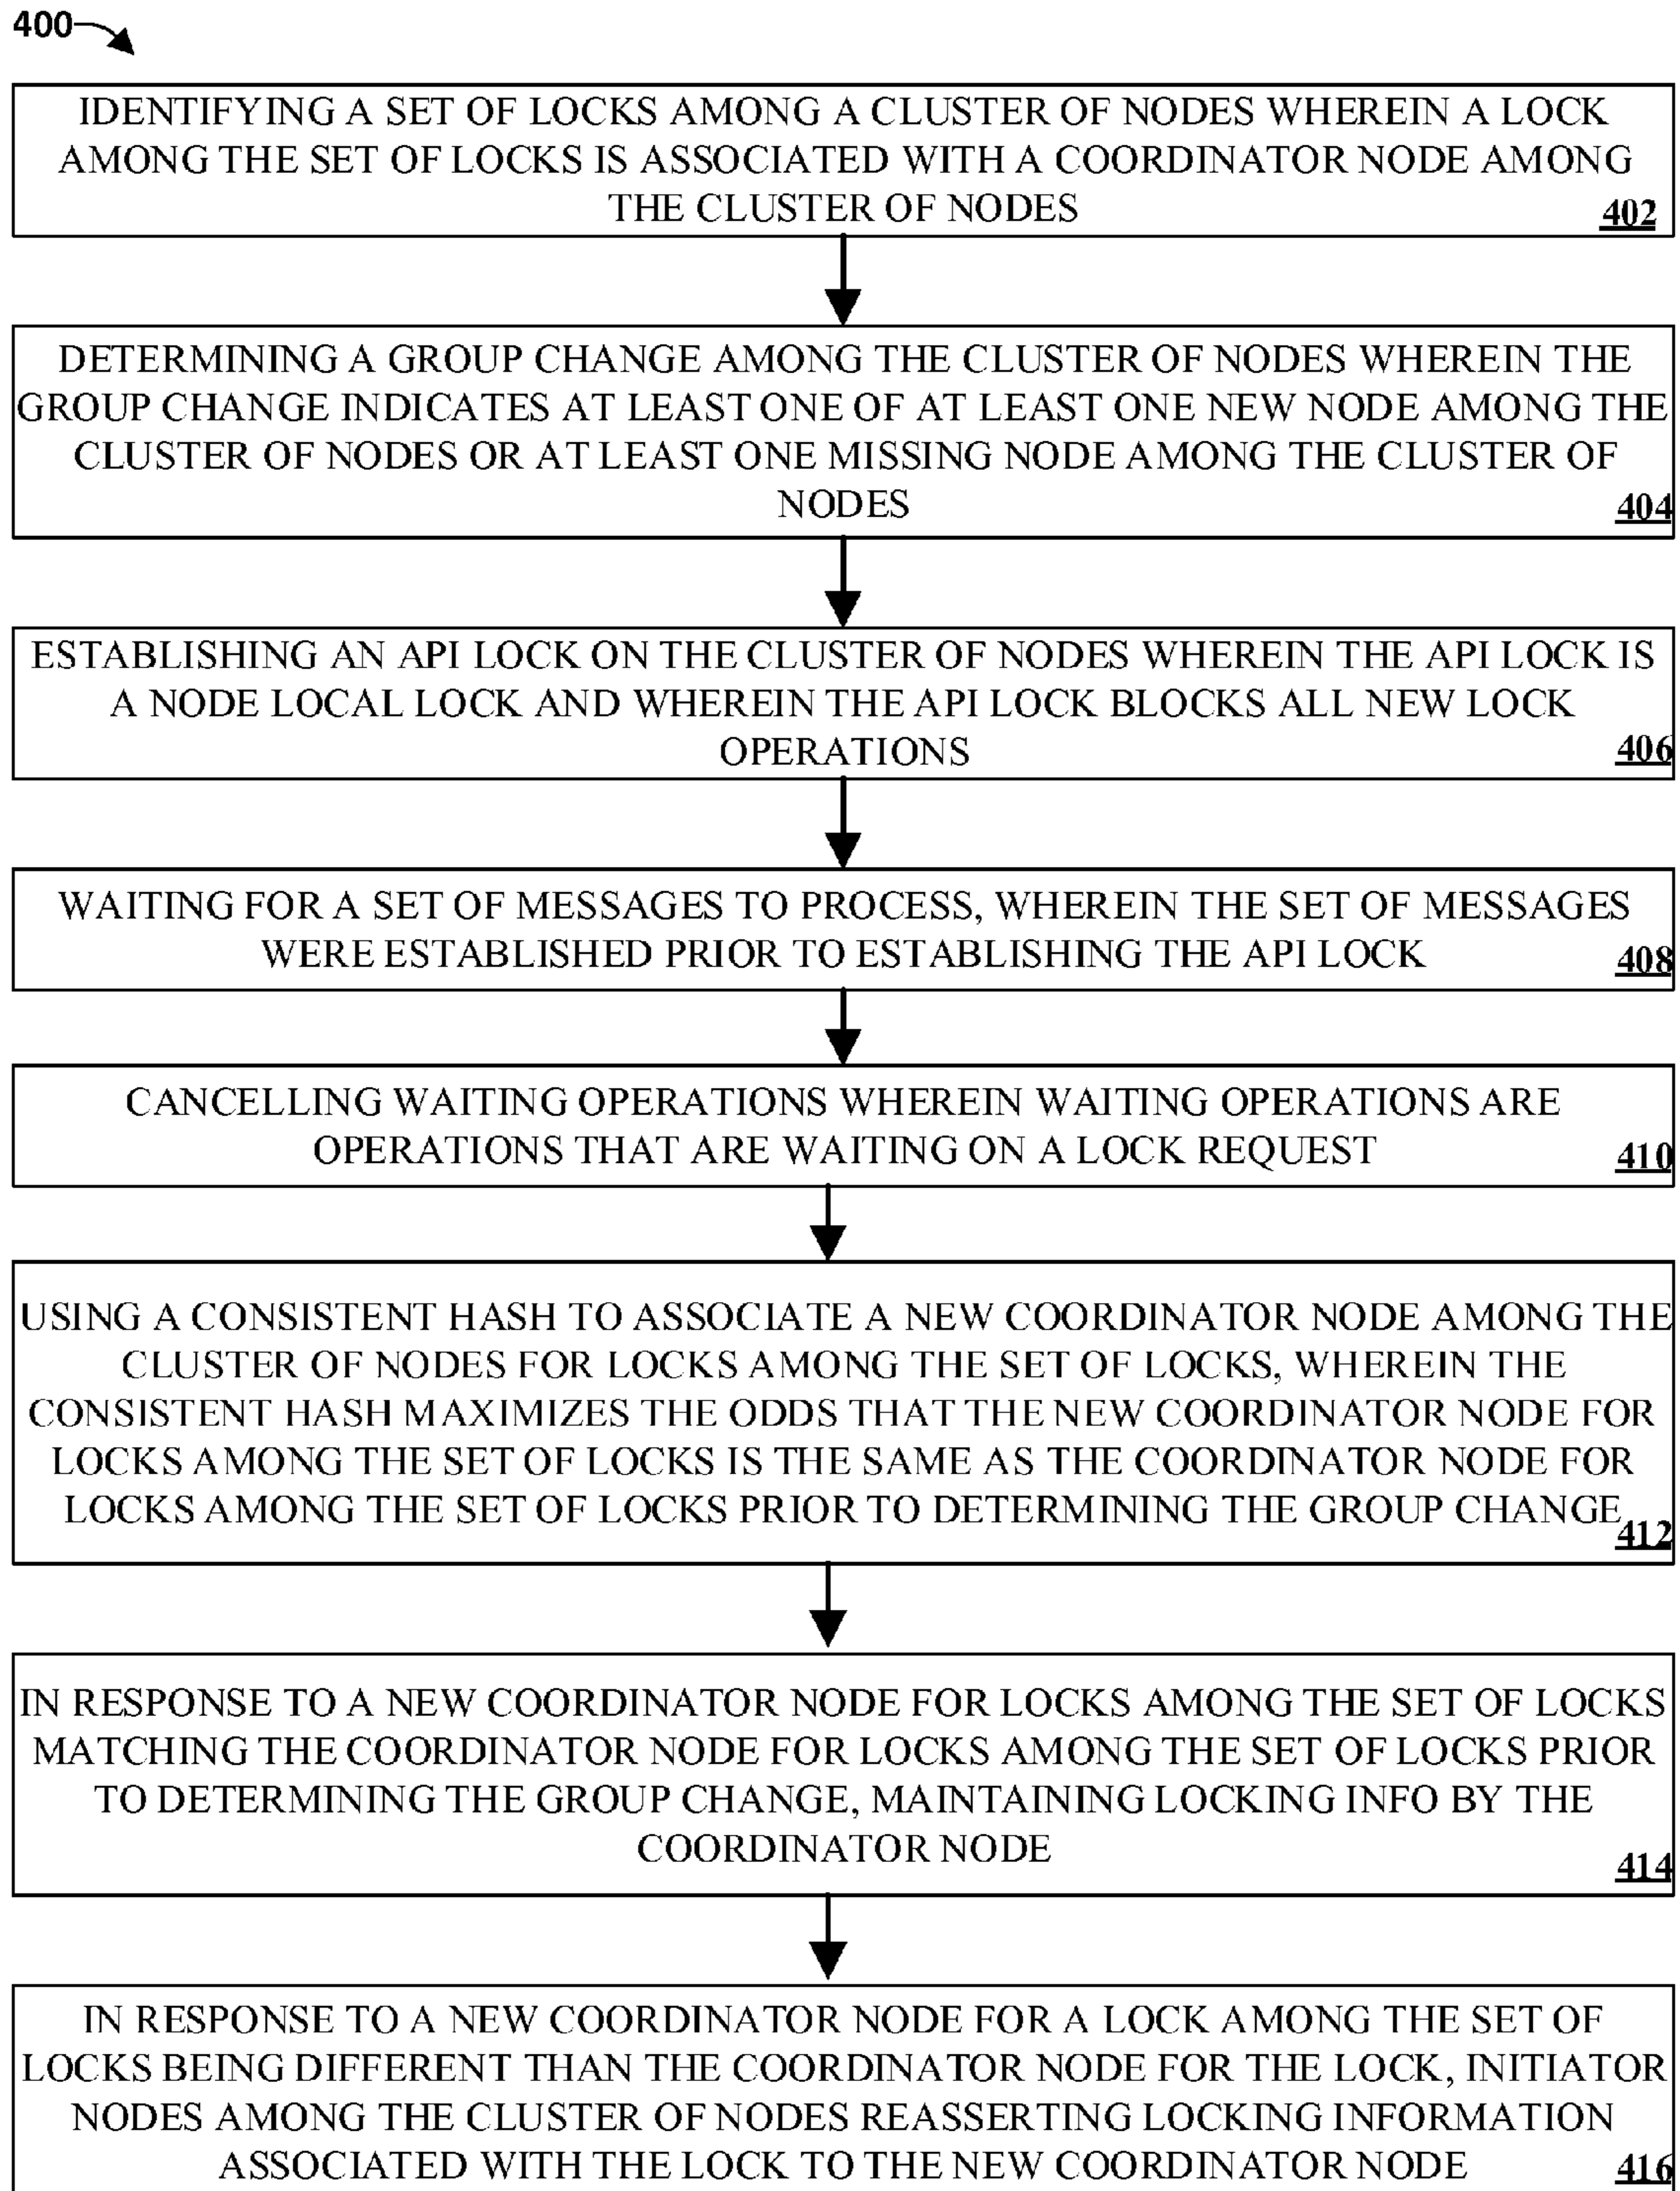 400
IDENTIFYING A SET OF LOCKS AMONG A CLUSTER OF NODES WHEREIN A LOCK
AMONG THE SET OF LOCKS IS ASSOCIATED WITH A COORDINATOR NODE AMONG
THE CLUSTER OF NODES
402
DETERMINING A GROUP CHANGE AMONG THE CLUSTER OF NODES WHEREIN THE
GROUP CHANGE INDICATES AT LEAST ONE OF AT LEAST ONE NEW NODE AMONG THE
CLUSTER OF NODES OR AT LEAST ONE MISSING NODE AMONG THE CLUSTER OF
NODES
404
ESTABLISHING AN API LOCK ON THE CLUSTER OF NODES WHEREIN THE API LOCK IS
A NODE LOCAL LOCK AND WHEREIN THE API LOCK BLOCKS ALL NEW LOCK
OPERATIONS
406
WAITING FOR A SET OF MESSAGES TO PROCESS, WHEREIN THE SET OF MESSAGES
WERE ESTABLISHED PRIOR TO ESTABLISHING THE API LOCK
408
CANCELLING WAITING OPERATIONS WHEREIN WAITING OPERATIONS ARE
OPERATIONS THAT ARE WAITING ON A LOCK REQUEST
410
USING A CONSISTENT HASH TO ASSOCIATE A NEW COORDINATOR NODE AMONG THE
CLUSTER OF NODES FOR LOCKS AMONG THE SET OF LOCKS, WHEREIN THE
CONSISTENT HASH MAXIMIZES THE ODDS THAT THE NEW COORDINATOR NODE FOR
LOCKS AMONG THE SET OF LOCKS IS THE SAME AS THE COORDINATOR NODE FOR
LOCKS AMONG THE SET OF LOCKS PRIOR TO DETERMINING THE GROUP CHANGE
412
IN RESPONSE TO A NEW COORDINATOR NODE FOR LOCKS AMONG THE SET OF LOCKS
MATCHING THE COORDINATOR NODE FOR LOCKS AMONG THE SET OF LOCKS PRIOR
TO DETERMINING THE GROUP CHANGE, MAINTAINING LOCKING INFO BY THE
COORDINATOR NODE
414
IN RESPONSE TO A NEW COORDINATOR NODE FOR A LOCK AMONG THE SET OF
LOCKS BEING DIFFERENT THAN THE COORDINATOR NODE FOR THE LOCK, INITIATOR
NODES AMONG THE CLUSTER OF NODES REASSERTING LOCKING INFORMATION
ASSOCIATED WITH THE LOCK TO THE NEW COORDINATOR NODE
416